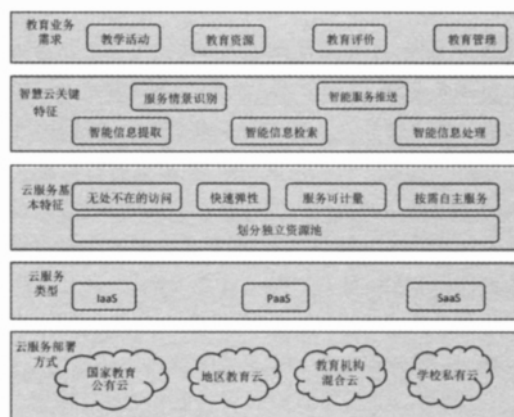 教育业务
需求
教学活动
教育资源
教育评价
教育管理
智慧云关键
特征
服务情景识别
智能服务推送
智能信息提取
智能信息检索
智能信息处理
云服务基
本特征
无处不在的访问
快速弹性
服务可计量
按需自主服务
划分独立资源池
云服务
类型
IaaS
PaaS
SaaS
云服务部署
方式
国家教育
公有云
地区教育云
教育机构
混合云
学校私有云